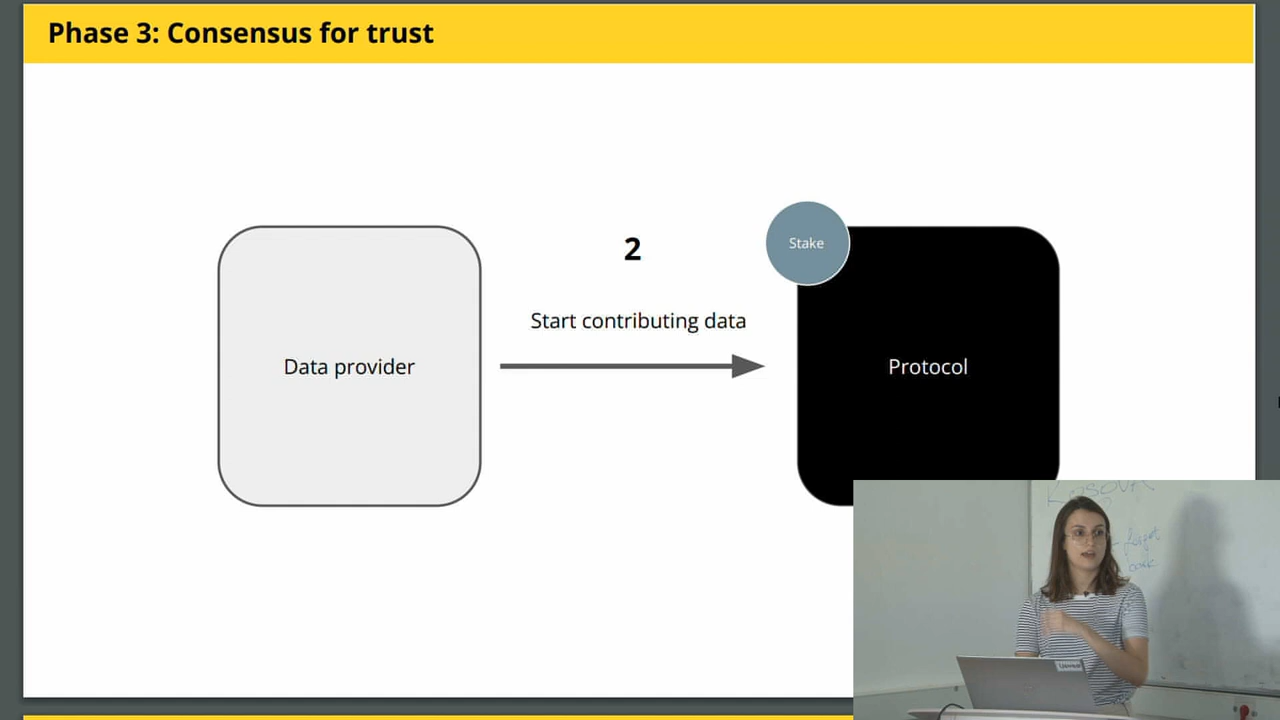 Phase 3: Consensus for trust
2
Stake
Start contributing data
Data provider
Protocol